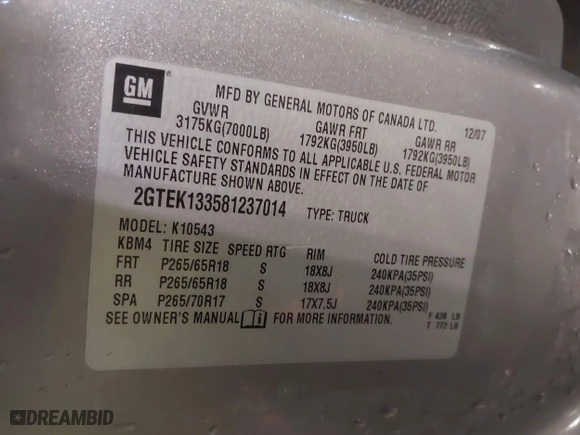 GM
MFD BY GENERAL MOTORS OF CANADA LTD.
12/07
GVWR GAWR FRT GAWR RR
3175KG(7000LB) 1792KG(3950LB) 1792KG(3950LB)
THIS VEHICLE CONFORMS TO ALL APPLICABLE U.S. FEDERAL MOTOR
VEHICLE SAFETY STANDARDS IN EFFECT ON THE DATE OF
MANUFACTURE SHOWN ABOVE.
2GTEK133581237014 TYPE: TRUCK
MODEL: K10543
KBM4 TIRE SIZE SPEED RTG RIM COLD TIRE PRESSURE
FRT P265/65R18 S 18X8J 240KPA(35PSI)
RR P265/65R18 S 18X8J 240KPA(35PSI)
SPA P265/70R17 S 17X7.5J 240KPA(35PSI)
SEE OWNER'S MANUAL FOR MORE INFORMATION.
F 630 LB
I 772 LB
DREAMBID